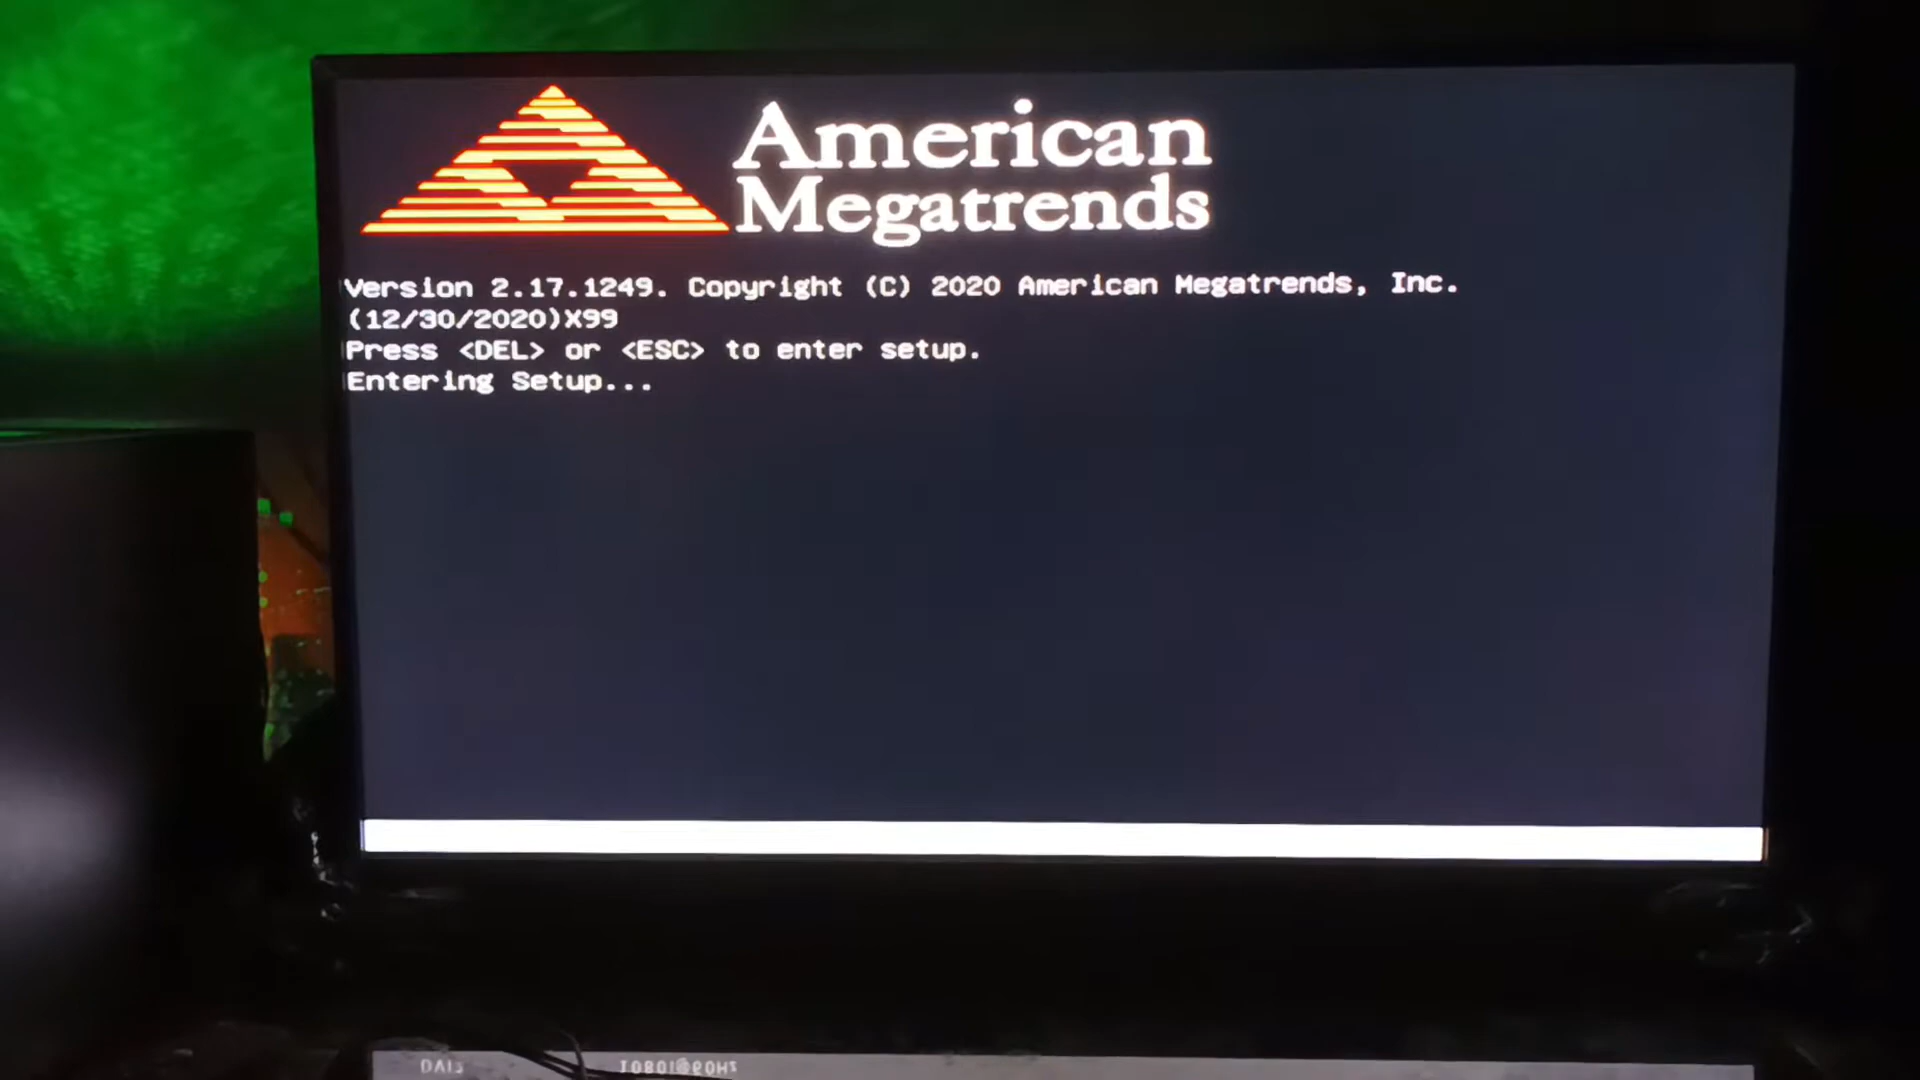 American
Megatrends
Version 2.17.1249. Copyright (C) 2020 American Megatrends, Inc.
(12/30/2020)X99
Press <DEL> or <ESC> to enter setup.
Entering Setup...